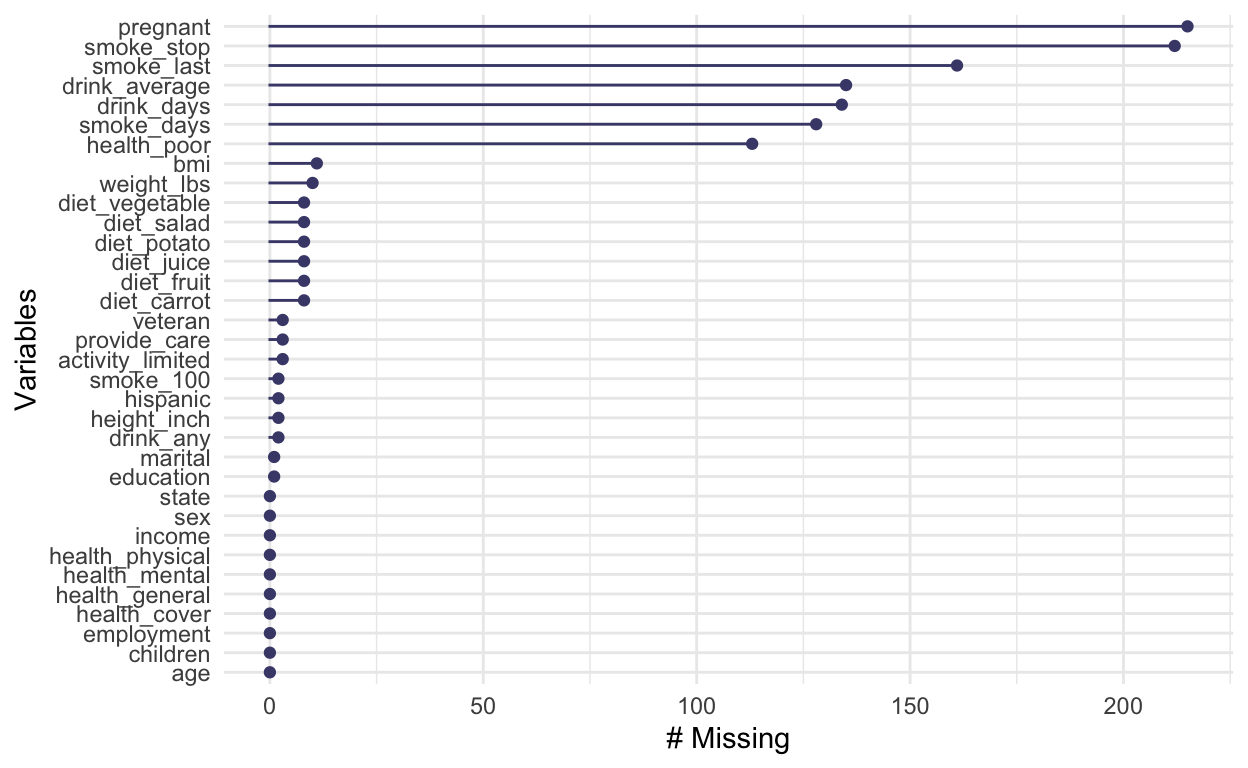 pregnant
smoke_stop
smoke_last
drink_average
drink_days
smoke_days
health_poor
bmi
weight_lbs
diet_vegetable
diet_salad
diet_potato
diet_juice
diet_fruit
diet_carrot
veteran
provide_care
activity_limited
smoke_100
hispanic
height_inch
drink_any
marital
education
state
sex
income
health_physical
health_mental
health_general
health_cover
employment
children
age
Variables
0 50 100 150 200
# Missing